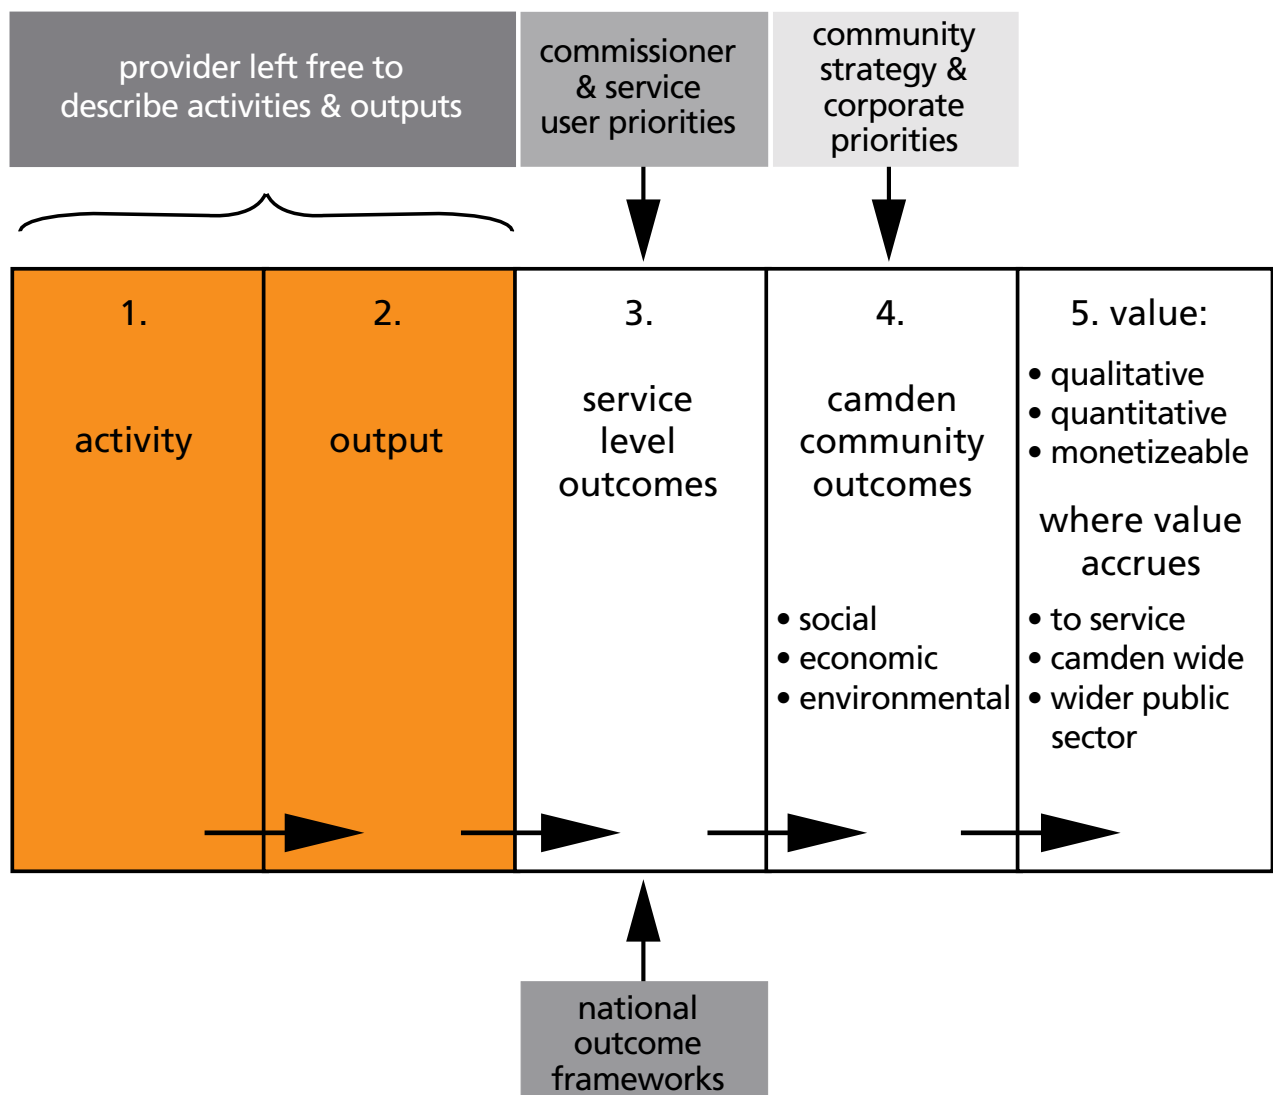 provider left free to
describe activities & outputs
commissioner
& service
user priorities
community
strategy &
corporate
priorities
1.
activity
2.
output
3.
service
level
outcomes
4.
camden
community
outcomes
• social
• economic
• environmental
5. value:
• qualitative
• quantitative
• monetizeable
where value
accrues
• to service
• camden wide
• wider public
sector
national
outcome
frameworks